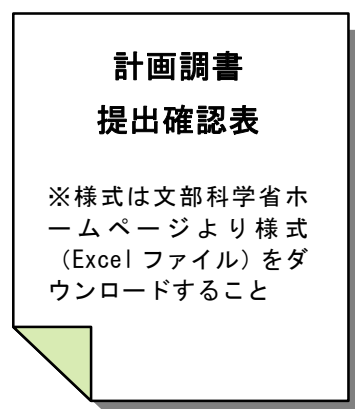 計画調書
提出確認表
※様式は文部科学省ホ
ームページより様式
（Excel ファイル）をダ
ウンロードすること